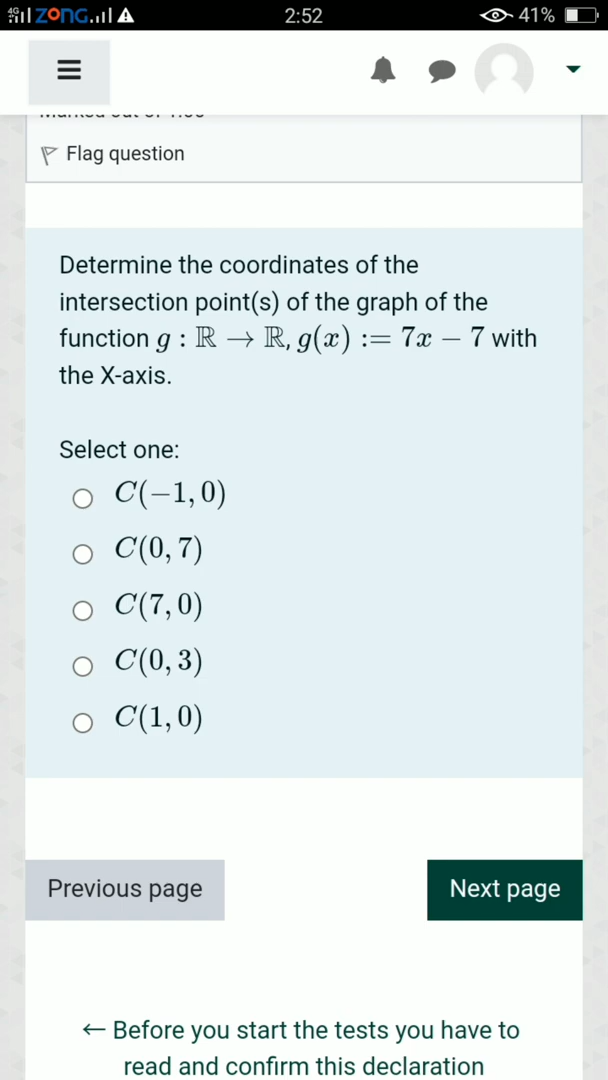 4G ZONG
2:52
41%
Flag question
Determine the coordinates of the
intersection point(s) of the graph of the
function g : ℝ → ℝ, g(x) := 7x − 7 with
the X-axis.
Select one:
C(−1, 0)
C(0, 7)
C(7, 0)
C(0, 3)
C(1, 0)
Previous page
Next page
← Before you start the tests you have to
read and confirm this declaration